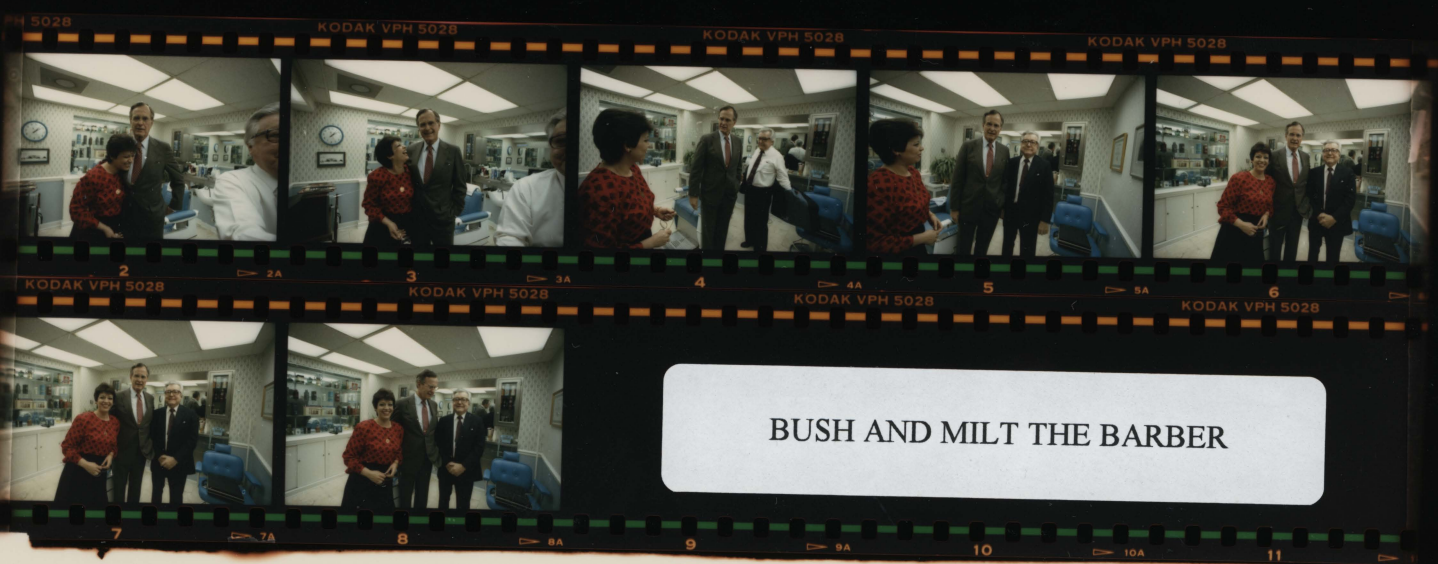 H 5028 KODAK VPH 5028 KODAK VPH 5028 KODAK VPH 5028
2 2A 3 3A 4 4A 5 5A 6
KODAK VPH 5028 KODAK VPH 5028 KODAK VPH 5028 KODAK VPH 5028
BUSH AND MILT THE BARBER
7 7A 8 8A 9 9A 10 10A 11